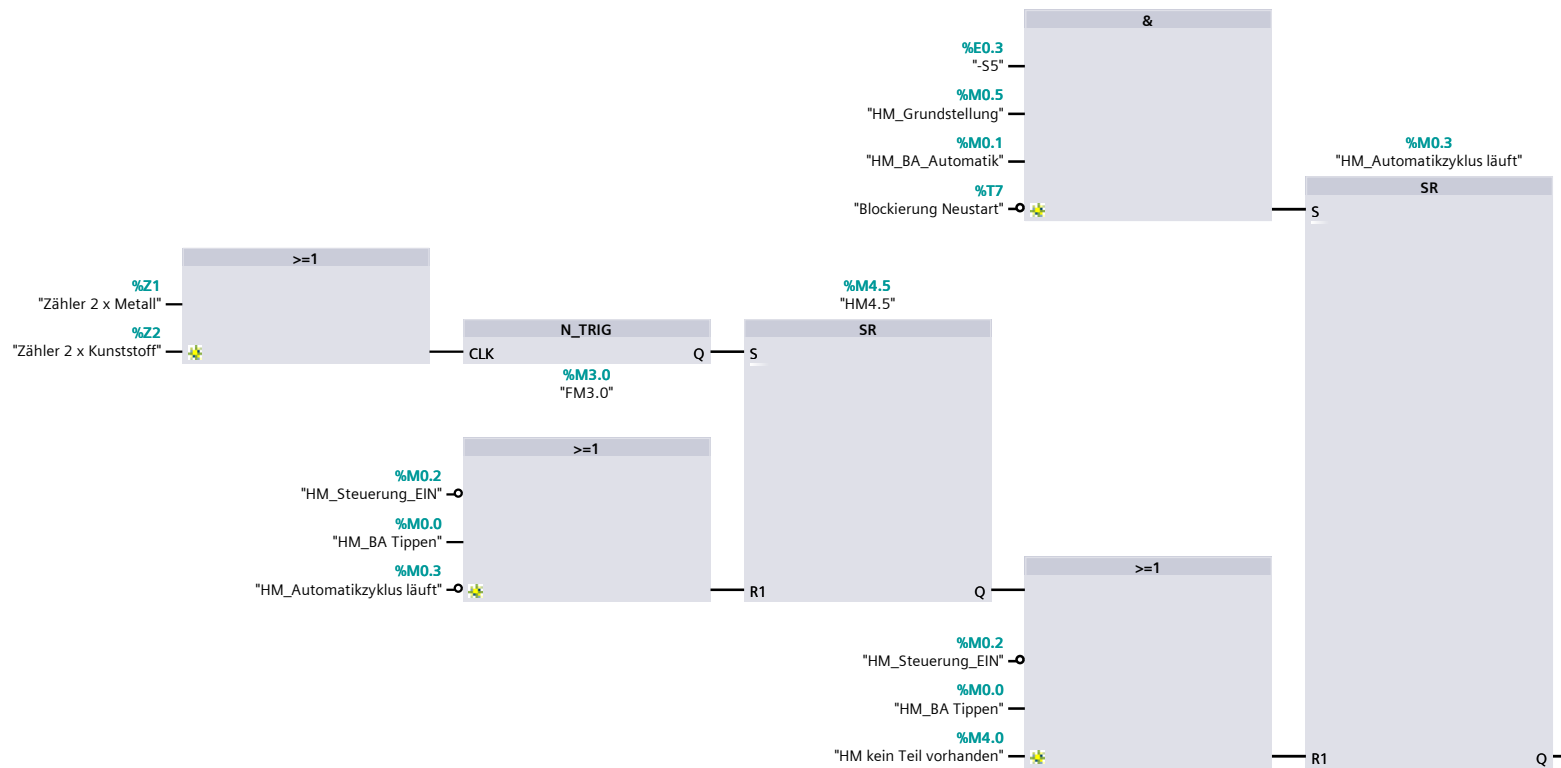 &
%E0.3
"-S5"
%M0.5
"HM_Grundstellung"
%M0.1
"HM_BA_Automatik"
%T7
"Blockierung Neustart"
%M0.3
"HM_Automatikzyklus läuft"
SR
S
>=1
%Z1
"Zähler 2 x Metall"
%Z2
"Zähler 2 x Kunststoff"
N_TRIG
CLK Q
%M3.0
"FM3.0"
%M4.5
"HM4.5"
SR
S
>=1
%M0.2
"HM_Steuerung_EIN"
%M0.0
"HM_BA Tippen"
%M0.3
"HM_Automatikzyklus läuft"
R1 Q
>=1
%M0.2
"HM_Steuerung_EIN"
%M0.0
"HM_BA Tippen"
%M4.0
"HM kein Teil vorhanden"
R1 Q